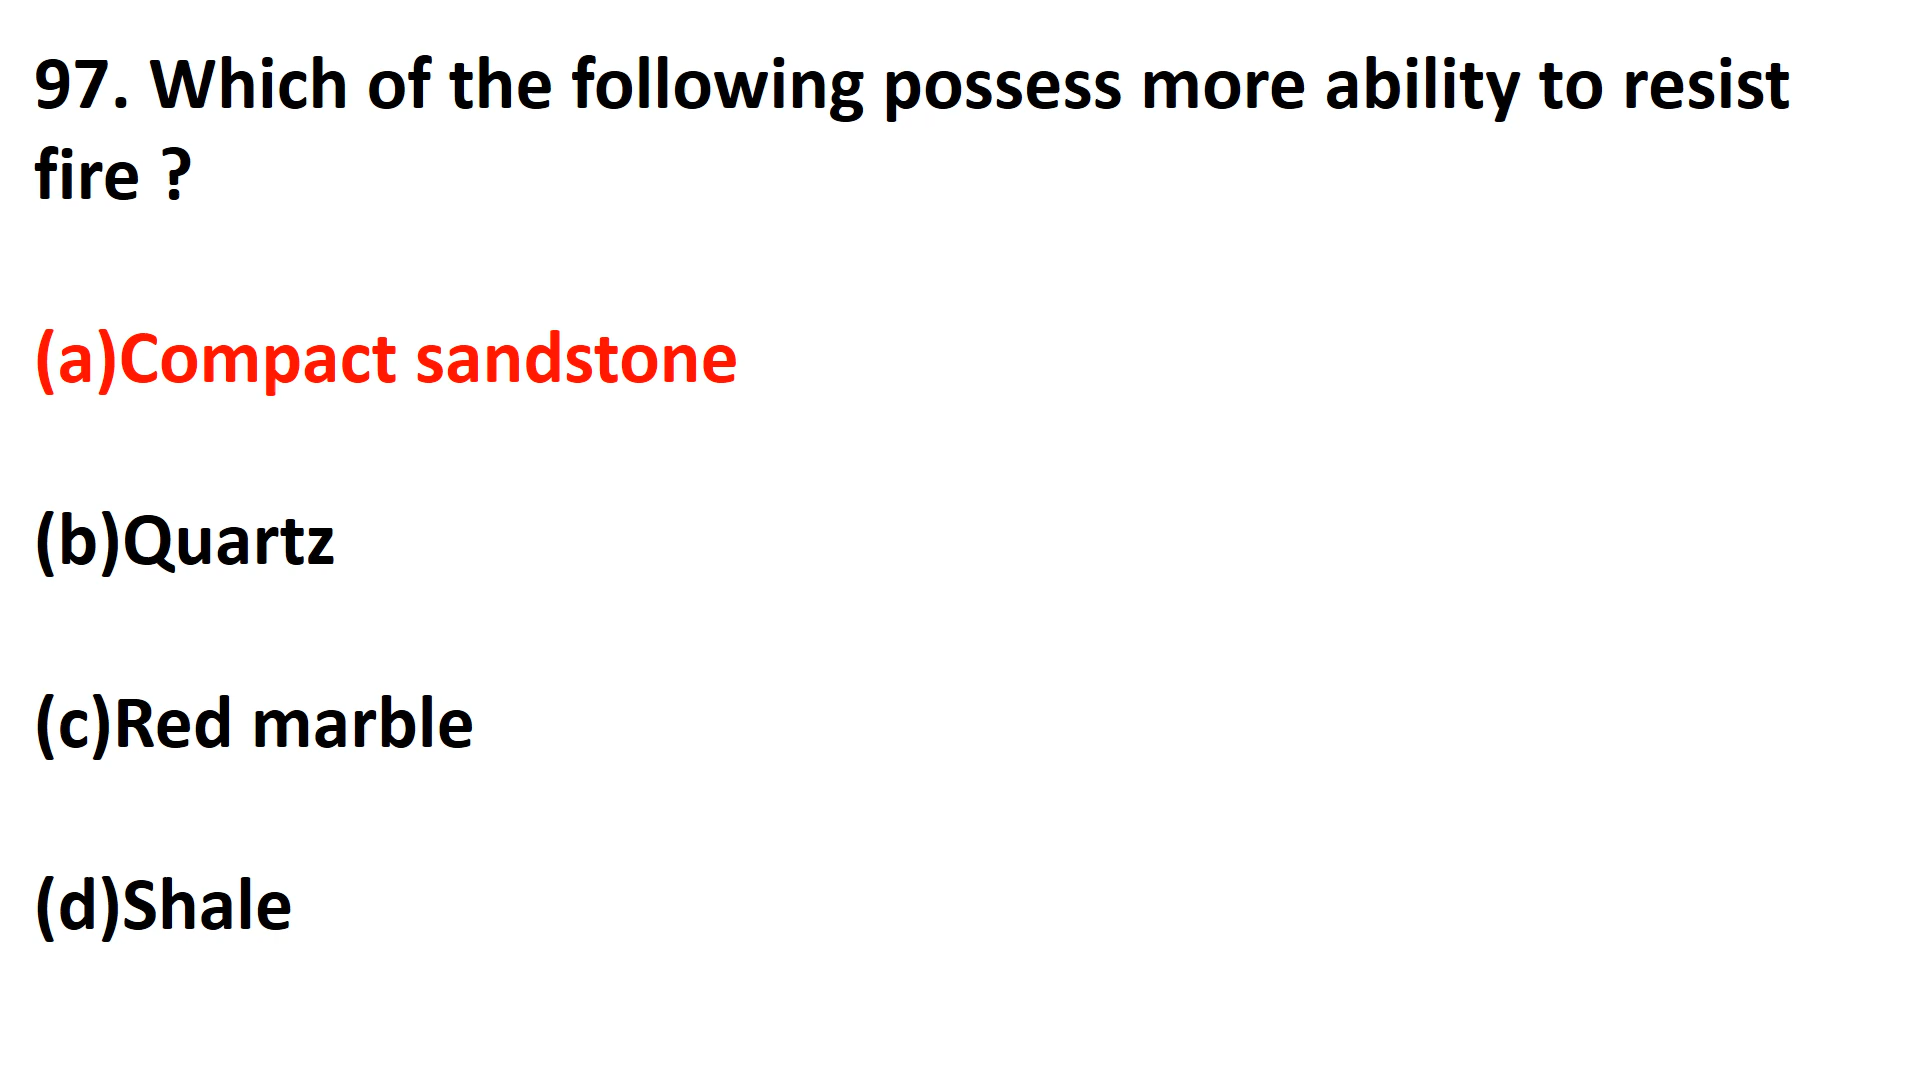 97. Which of the following possess more ability to resist
fire ?
(a)Compact sandstone
(b)Quartz
(c)Red marble
(d)Shale